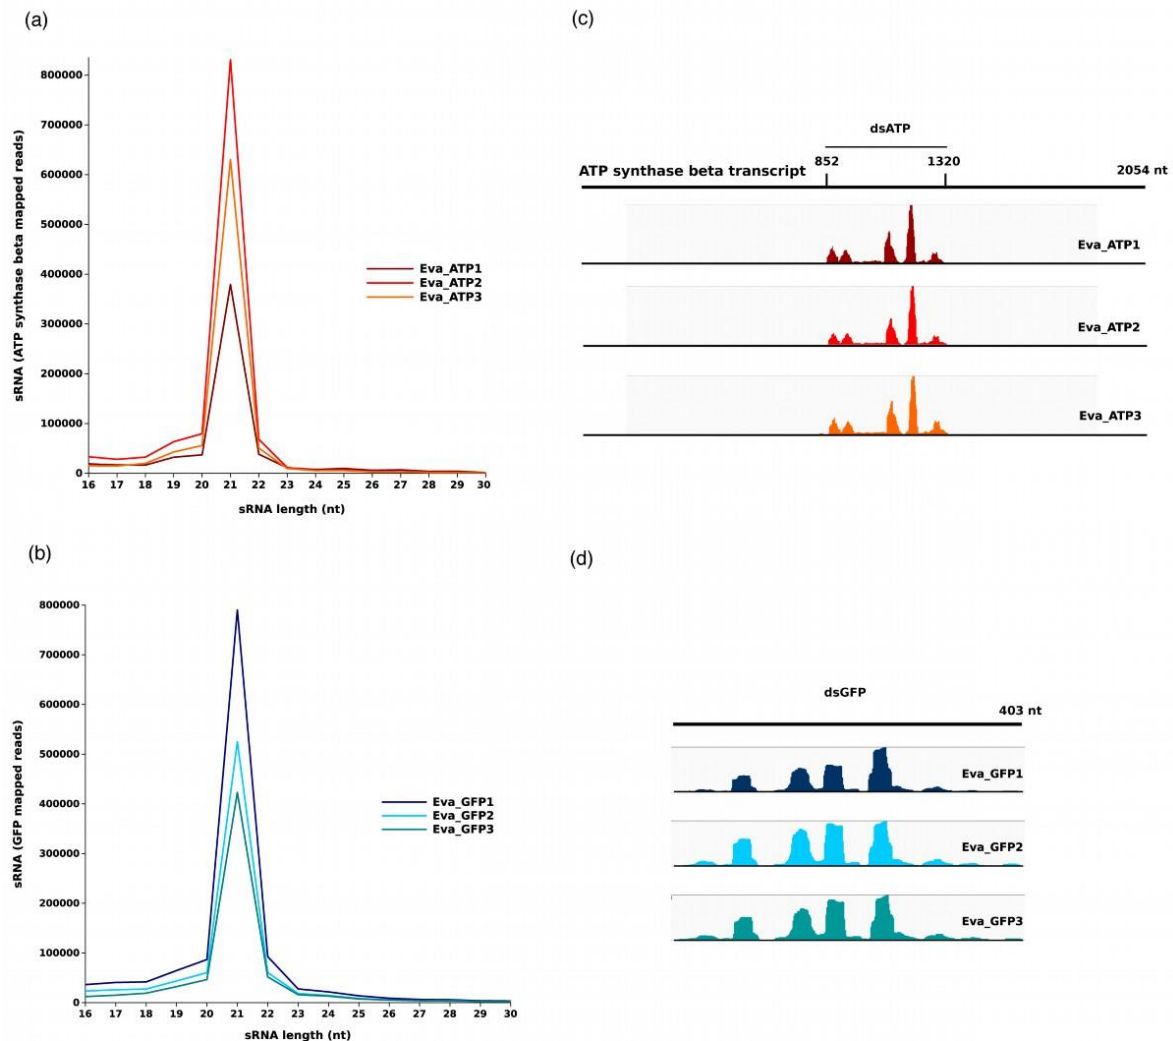 (a)
800000
700000
600000
500000
400000
300000
200000
100000
0
sRNA (ATP synthase beta mapped reads)
Eva_ATP1
Eva_ATP2
Eva_ATP3
16 17 18 19 20 21 22 23 24 25 26 27 28 29 30
sRNA length (nt)
(c)
dsATP
852 1320
ATP synthase beta transcript 2054 nt
Eva_ATP1
Eva_ATP2
Eva_ATP3
(b)
800000
700000
600000
500000
400000
300000
200000
100000
0
sRNA (GFP mapped reads)
Eva_GFP1
Eva_GFP2
Eva_GFP3
16 17 18 19 20 21 22 23 24 25 26 27 28 29 30
sRNA length (nt)
(d)
dsGFP
403 nt
Eva_GFP1
Eva_GFP2
Eva_GFP3